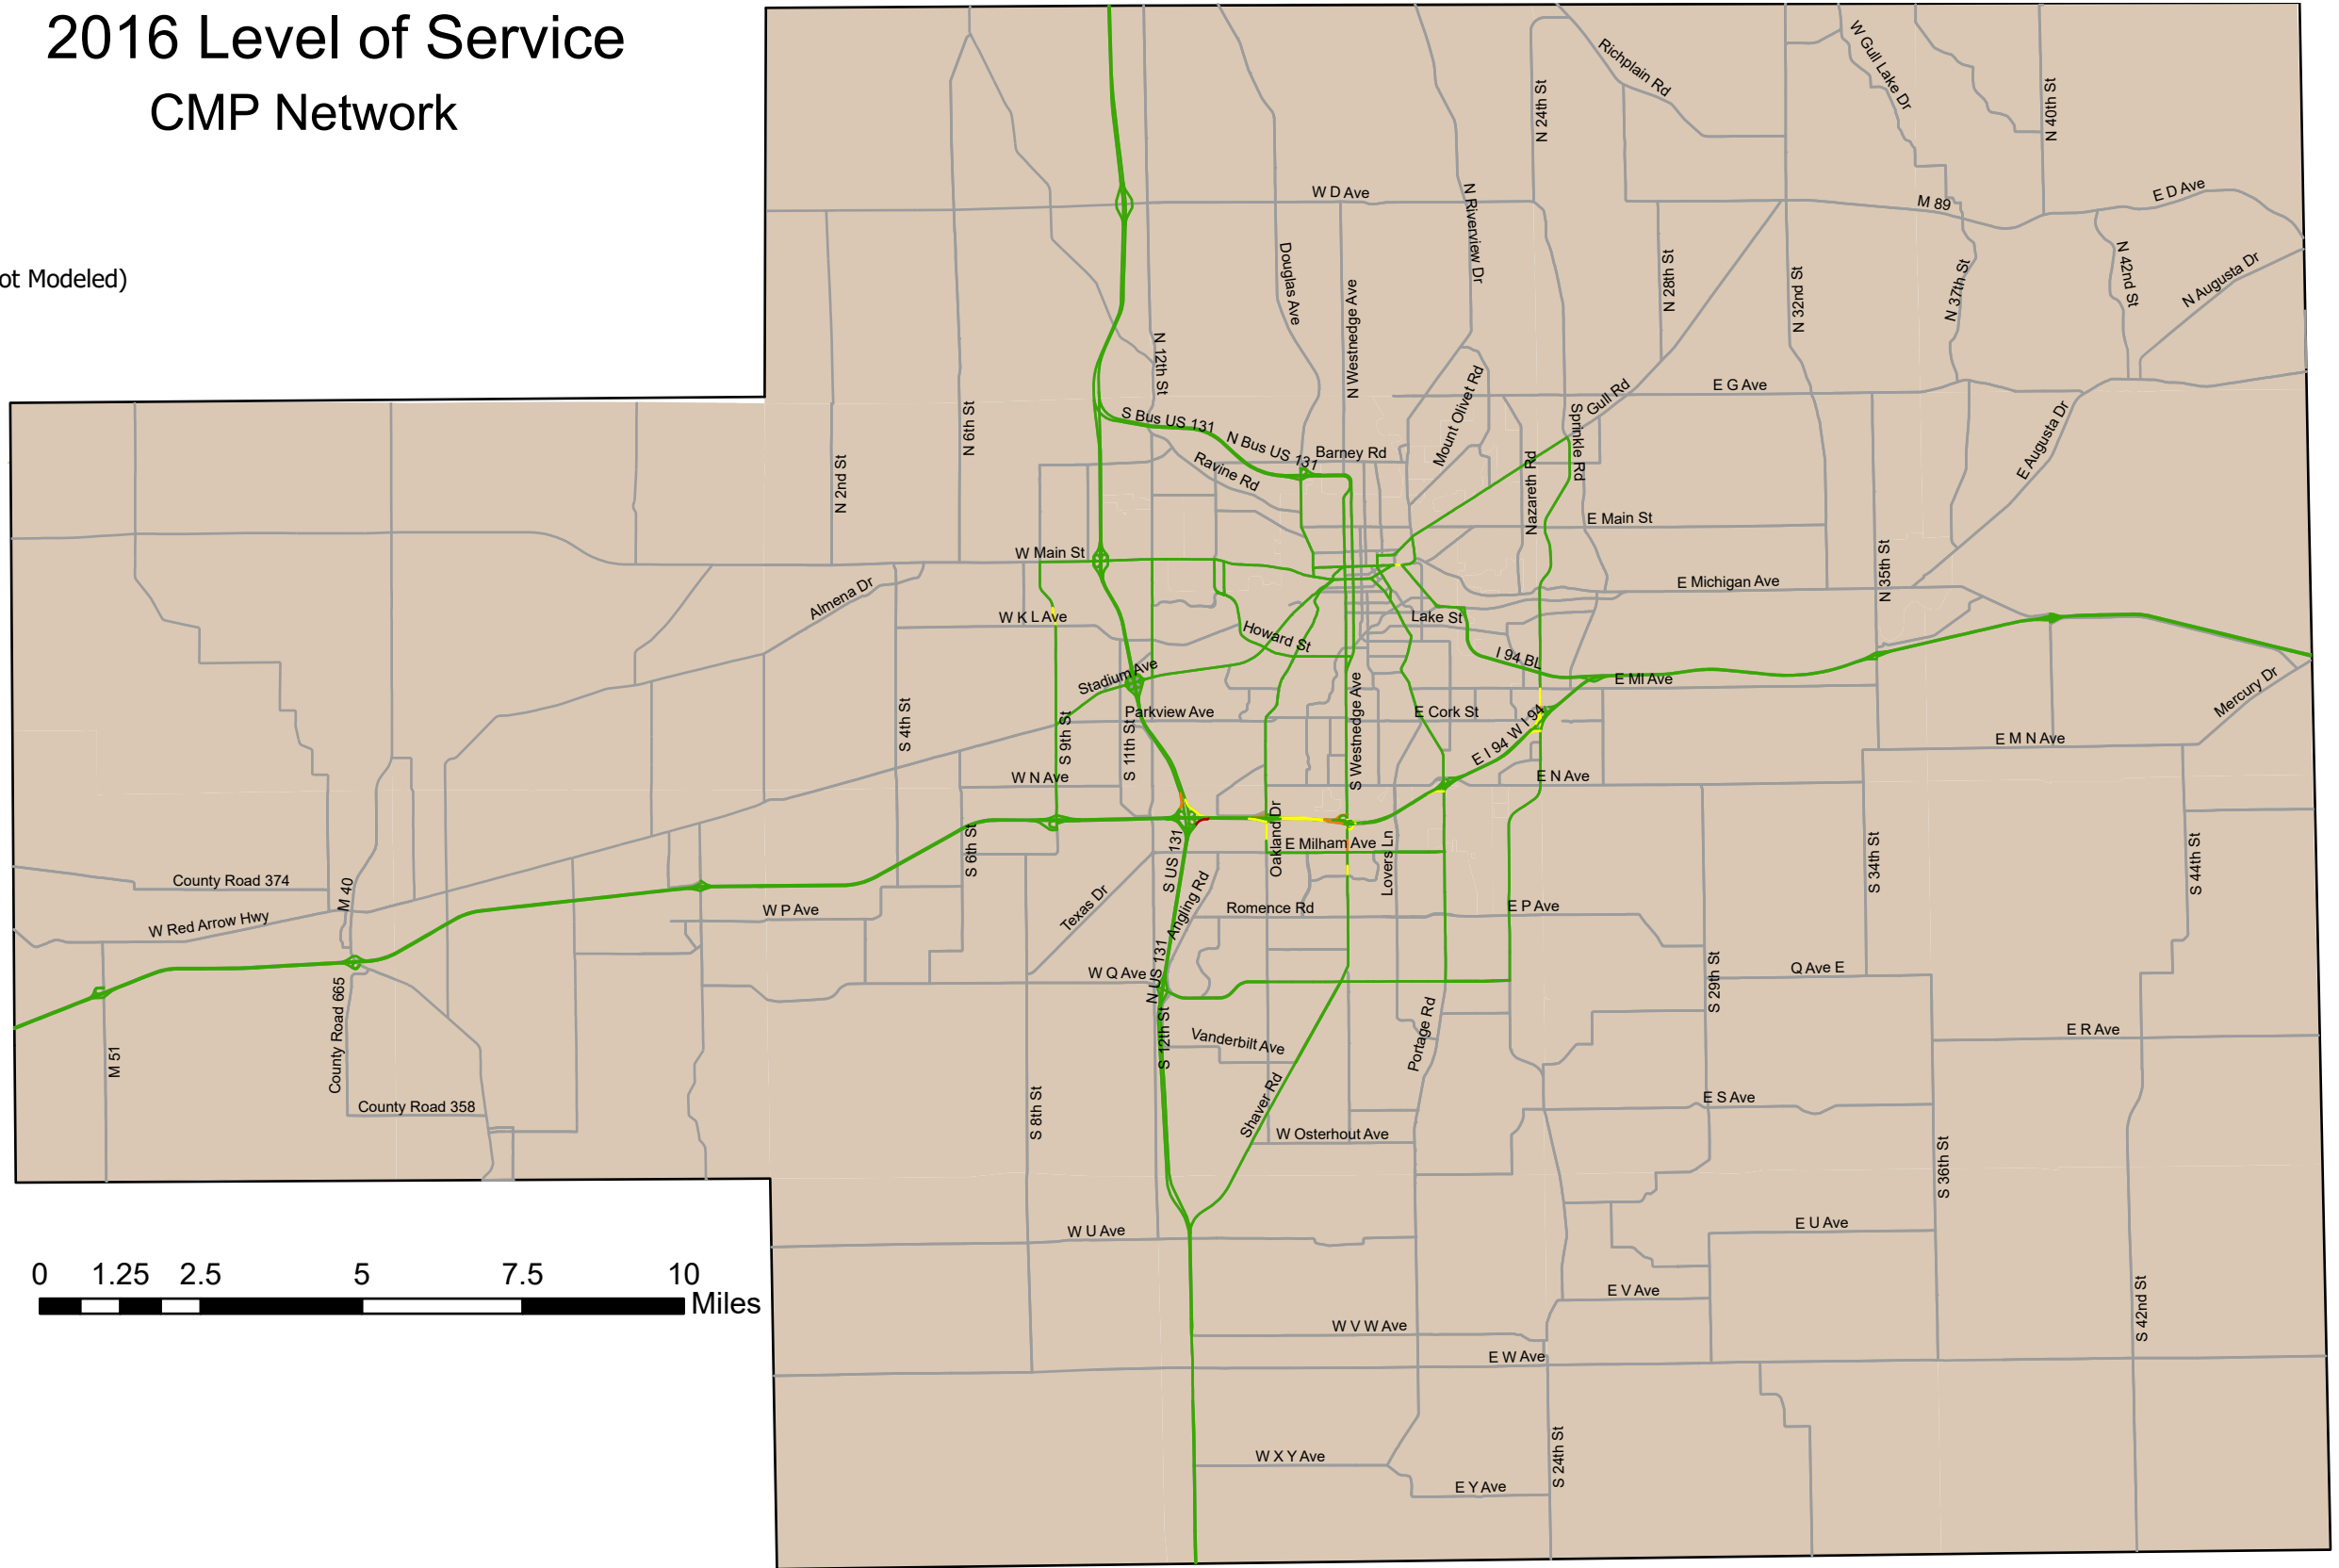 2016 Level of Service
CMP Network
ot Modeled)
W Gull Lake Dr
Richplain Rd
N 24th St
N 40th St
W D Ave
N Riverview Dr
M 89
E D Ave
Douglas Ave
N Westnedge Ave
N 28th St
N 32nd St
N 37th St
N 42nd St
N Augusta Dr
N 12th St
E G Ave
Mount Olivet Rd
Gull Rd
Sprinkle Rd
S Bus US 131
N Bus US 131
Barney Rd
Ravine Rd
N 6th St
N 2nd St
Nazareth Rd
E Augusta Dr
E Main St
W Main St
N 35th St
E Michigan Ave
Almena Dr
W K L Ave
Lake St
Howard St
I 94 BL
Stadium Ave
E MI Ave
Mercury Dr
S 4th St
S 9th St
S 11th St
Parkview Ave
S Westnedge Ave
E Cork St
E I 94 W I 94
E M N Ave
W N Ave
E N Ave
Oakland Dr
E Milham Ave
Lovers Ln
S 6th St
S US 131
S 34th St
S 44th St
County Road 374
M 40
W Red Arrow Hwy
W P Ave
Texas Dr
Angling Rd
Romence Rd
E P Ave
W Q Ave
N US 131
Q Ave E
S 29th St
County Road 665
M 51
S 12th St
Vanderbilt Ave
Portage Rd
E R Ave
County Road 358
S 8th St
Shaver Rd
E S Ave
W Osterhout Ave
S 36th St
W U Ave
E U Ave
0 1.25 2.5 5 7.5 10
Miles
E V Ave
S 42nd St
W V W Ave
E W Ave
W X Y Ave
S 24th St
E Y Ave